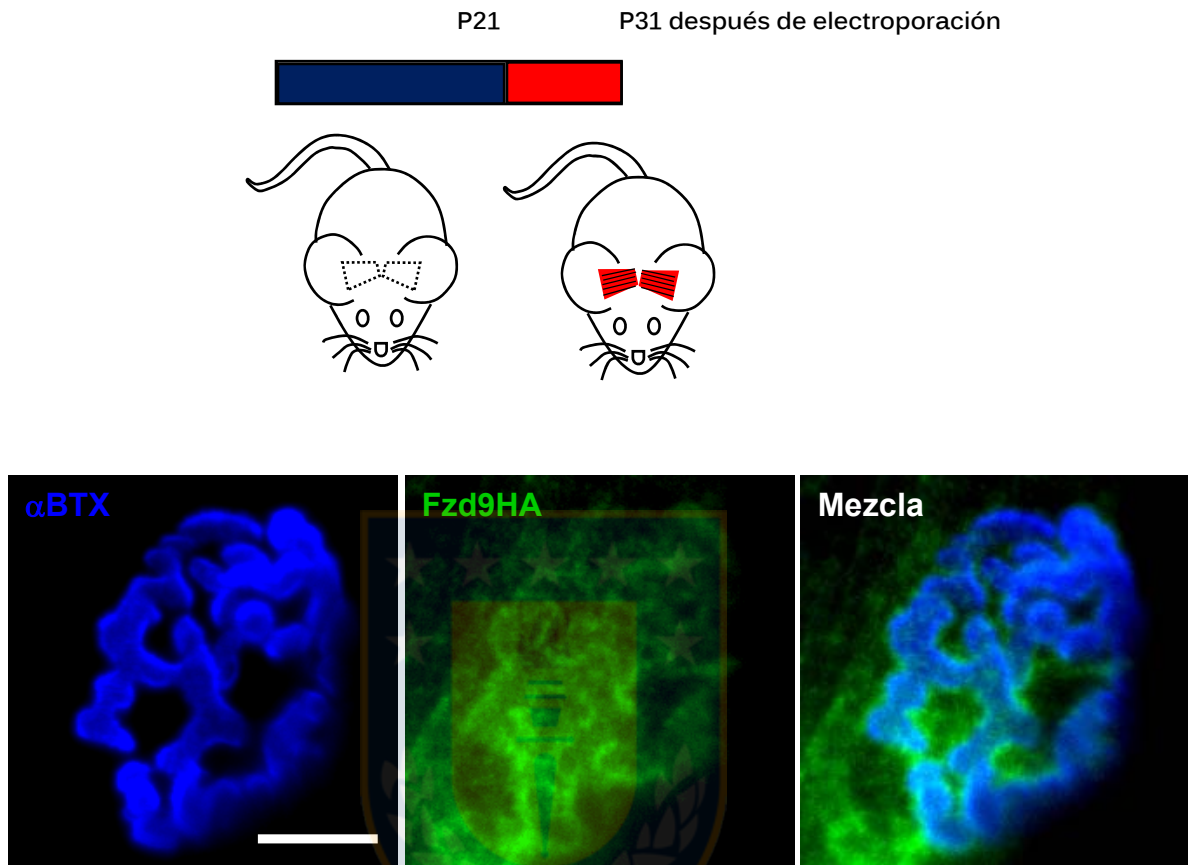 P21 P31 después de electroporación
αBTX Fzd9HA Mezcla